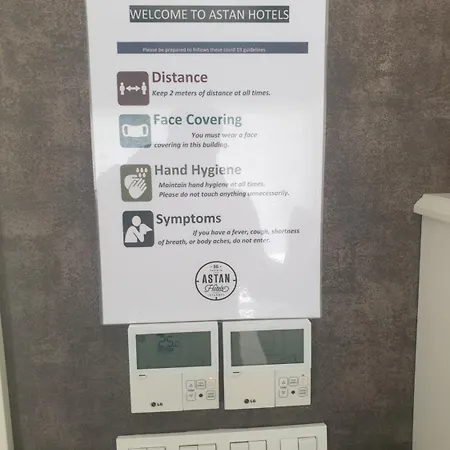 WELCOME TO ASTAN HOTELS
Please be prepared to follows these covid 19 guidelines
Distance
Keep 2 meters of distance at all times.
Face Covering
You must wear a face
covering in this building.
Hand Hygiene
Maintain hand hygiene at all times.
Please do not touch anything unnecessarily.
Symptoms
If you have a fever, cough, shortness
of breath, or body aches, do not enter.
ASTAN
Hotels
LG
LG